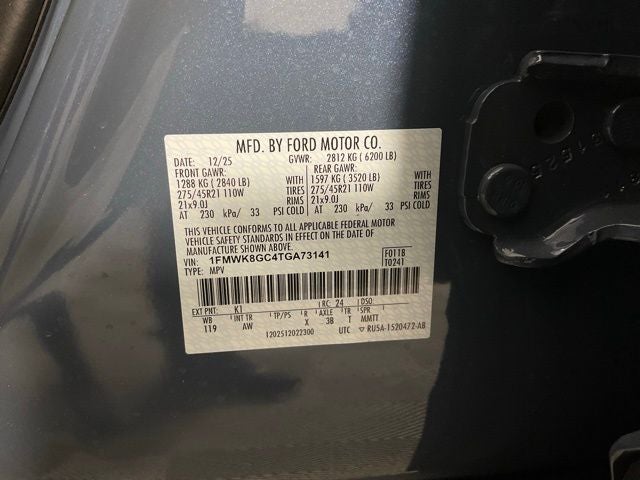 MFD. BY FORD MOTOR CO.
DATE: 12/25 GVWR: 2812 KG ( 6200 LB)
FRONT GAWR: REAR GAWR:
1288 KG ( 2840 LB) WITH 1597 KG ( 3520 LB) WITH
275/45R21 110W TIRES 275/45R21 110W TIRES
21x9.0J RIMS 21x9.0J RIMS
AT 230 kPa/ 33 PSI COLD AT 230 kPa/ 33 PSI COLD
THIS VEHICLE CONFORMS TO ALL APPLICABLE FEDERAL MOTOR
VEHICLE SAFETY STANDARDS IN EFFECT ON THE DATE OF
MANUFACTURE SHOWN ABOVE.
VIN: 1FMWK8GC4TGA73141 F0118
TYPE: MPV T0241
EXT PNT: K1 RC: 24 DSO:
WB INT TR TP/PS R AXLE TR SPR
119 AW X 3B T MMTT
1202512022300 UTC ▽ RU5A-1520472-AB